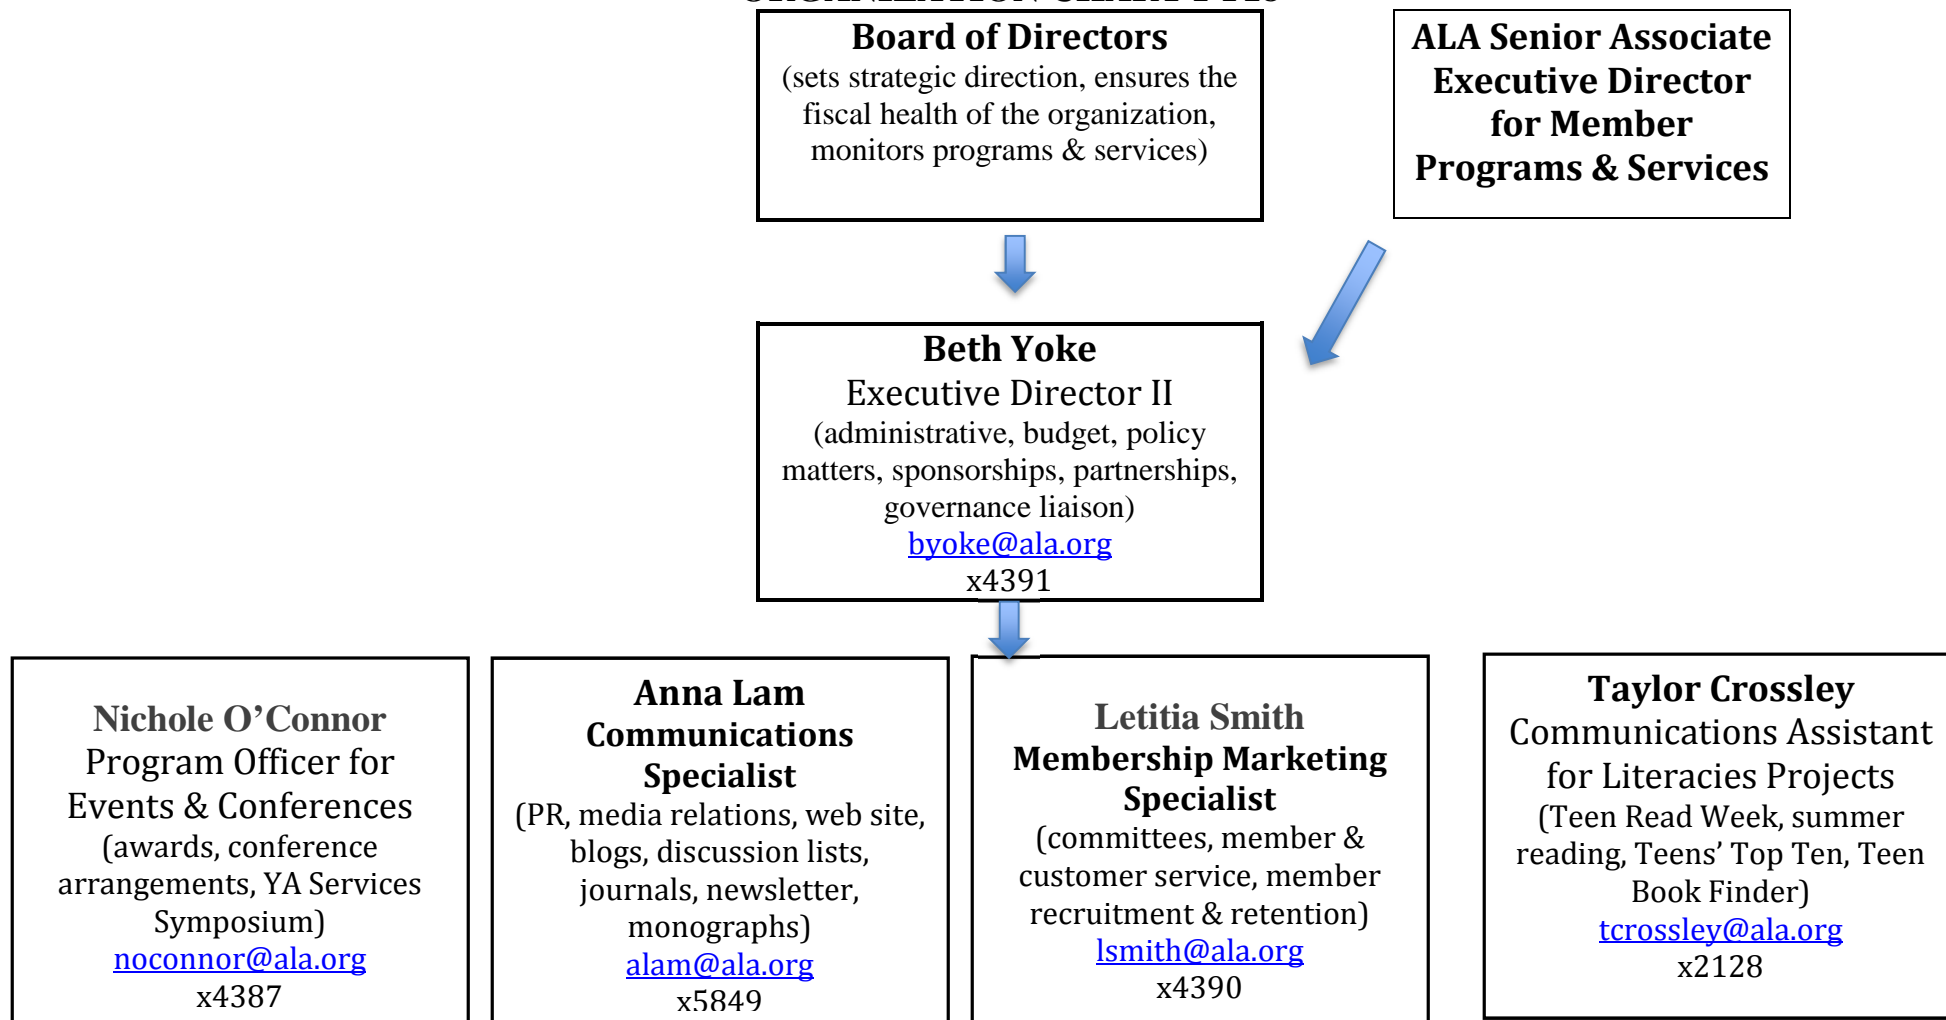 Board of Directors
(sets strategic direction, ensures the
fiscal health of the organization,
monitors programs & services)
ALA Senior Associate
Executive Director
for Member
Programs & Services
Beth Yoke
Executive Director II
(administrative, budget, policy
matters, sponsorships, partnerships,
governance liaison)
byoke@ala.org
x4391
Nichole O’Connor
Program Officer for
Events & Conferences
(awards, conference
arrangements, YA Services
Symposium)
noconnor@ala.org
x4387
Anna Lam
Communications
Specialist
(PR, media relations, web site,
blogs, discussion lists,
journals, newsletter,
monographs)
alam@ala.org
x5849
Letitia Smith
Membership Marketing
Specialist
(committees, member &
customer service, member
recruitment & retention)
lsmith@ala.org
x4390
Taylor Crossley
Communications Assistant
for Literacies Projects
(Teen Read Week, summer
reading, Teens’ Top Ten, Teen
Book Finder)
tcrossley@ala.org
x2128